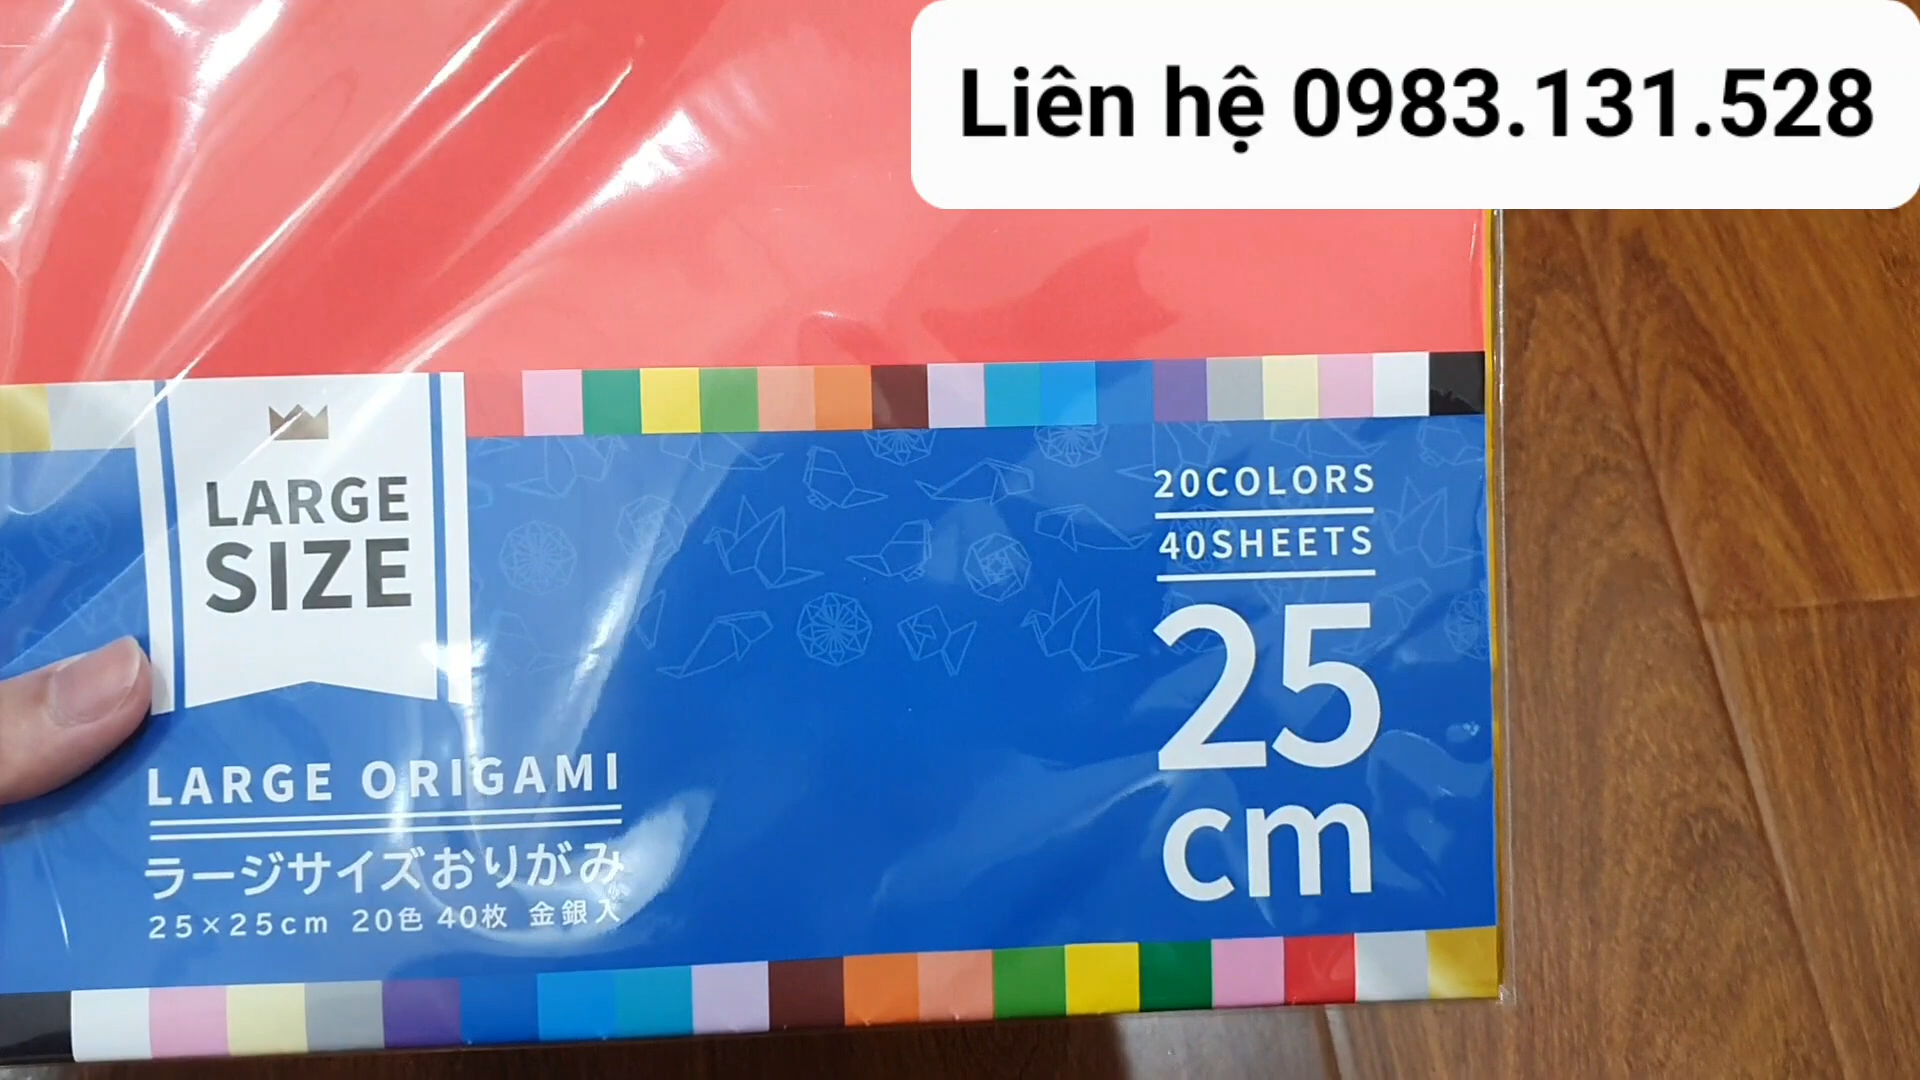 Liên hệ 0983.131.528
LARGE
SIZE
20COLORS
40SHEETS
25
cm
LARGE ORIGAMI
ラージサイズおりがみ
25×25cm 20色 40枚 金銀入